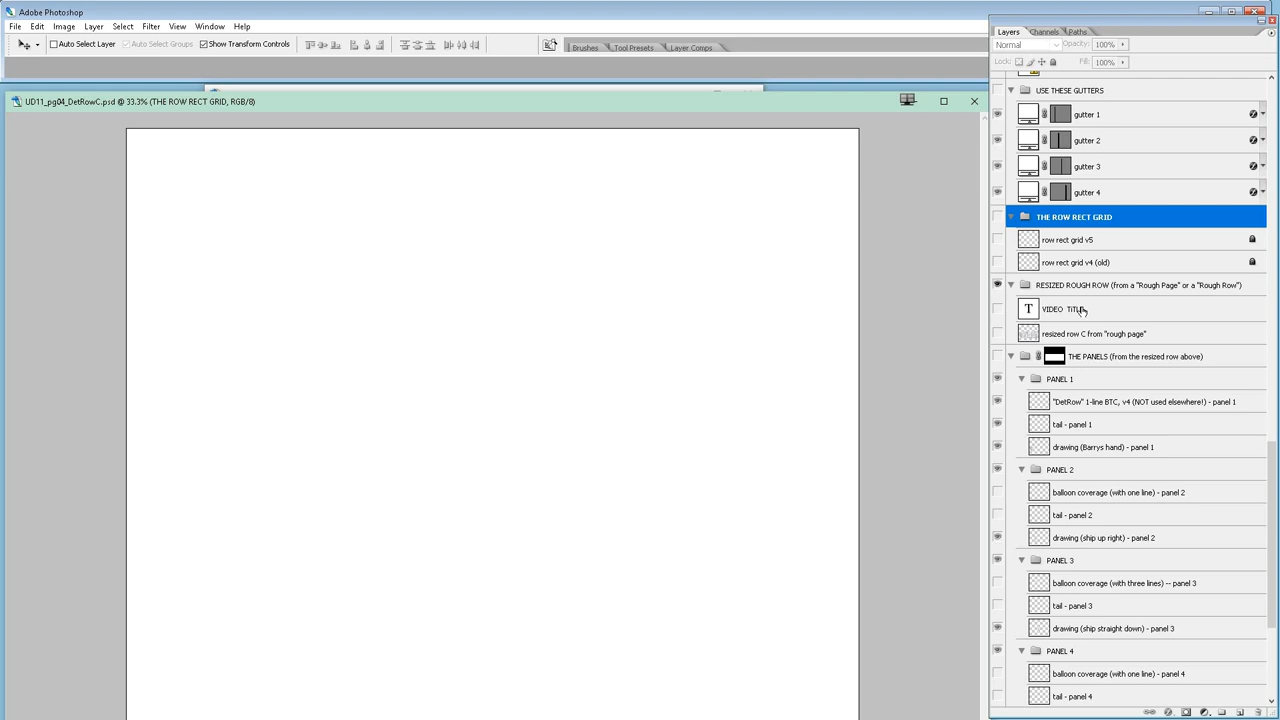 Adobe Photoshop
File Edit Image Layer Select Filter View Window Help
Auto Select Layer Auto Select Groups Show Transform Controls
Brushes Tool Presets Layer Comps
UD11_pg04_DetRowC.psd @ 33.3% (THE ROW RECT GRID, RGB/8)
Layers Channels Paths
Normal Opacity: 100%
Lock: Fill: 100%
USE THESE GUTTERS
gutter 1
gutter 2
gutter 3
gutter 4
THE ROW RECT GRID
row rect grid v5
row rect grid v4 (old)
RESIZED ROUGH ROW (from a "Rough Page" or a "Rough Row")
T VIDEO TiTLE
resized row C from "rough page"
THE PANELS (from the resized row above)
PANEL 1
"DetRow" 1-line BTC, v4 (NOT used elsewhere!) - panel 1
tail - panel 1
drawing (Barrys hand) - panel 1
PANEL 2
balloon coverage (with one line) - panel 2
tail - panel 2
drawing (ship up right) - panel 2
PANEL 3
balloon coverage (with three lines) -- panel 3
tail - panel 3
drawing (ship straight down) - panel 3
PANEL 4
balloon coverage (with one line) - panel 4
tail - panel 4